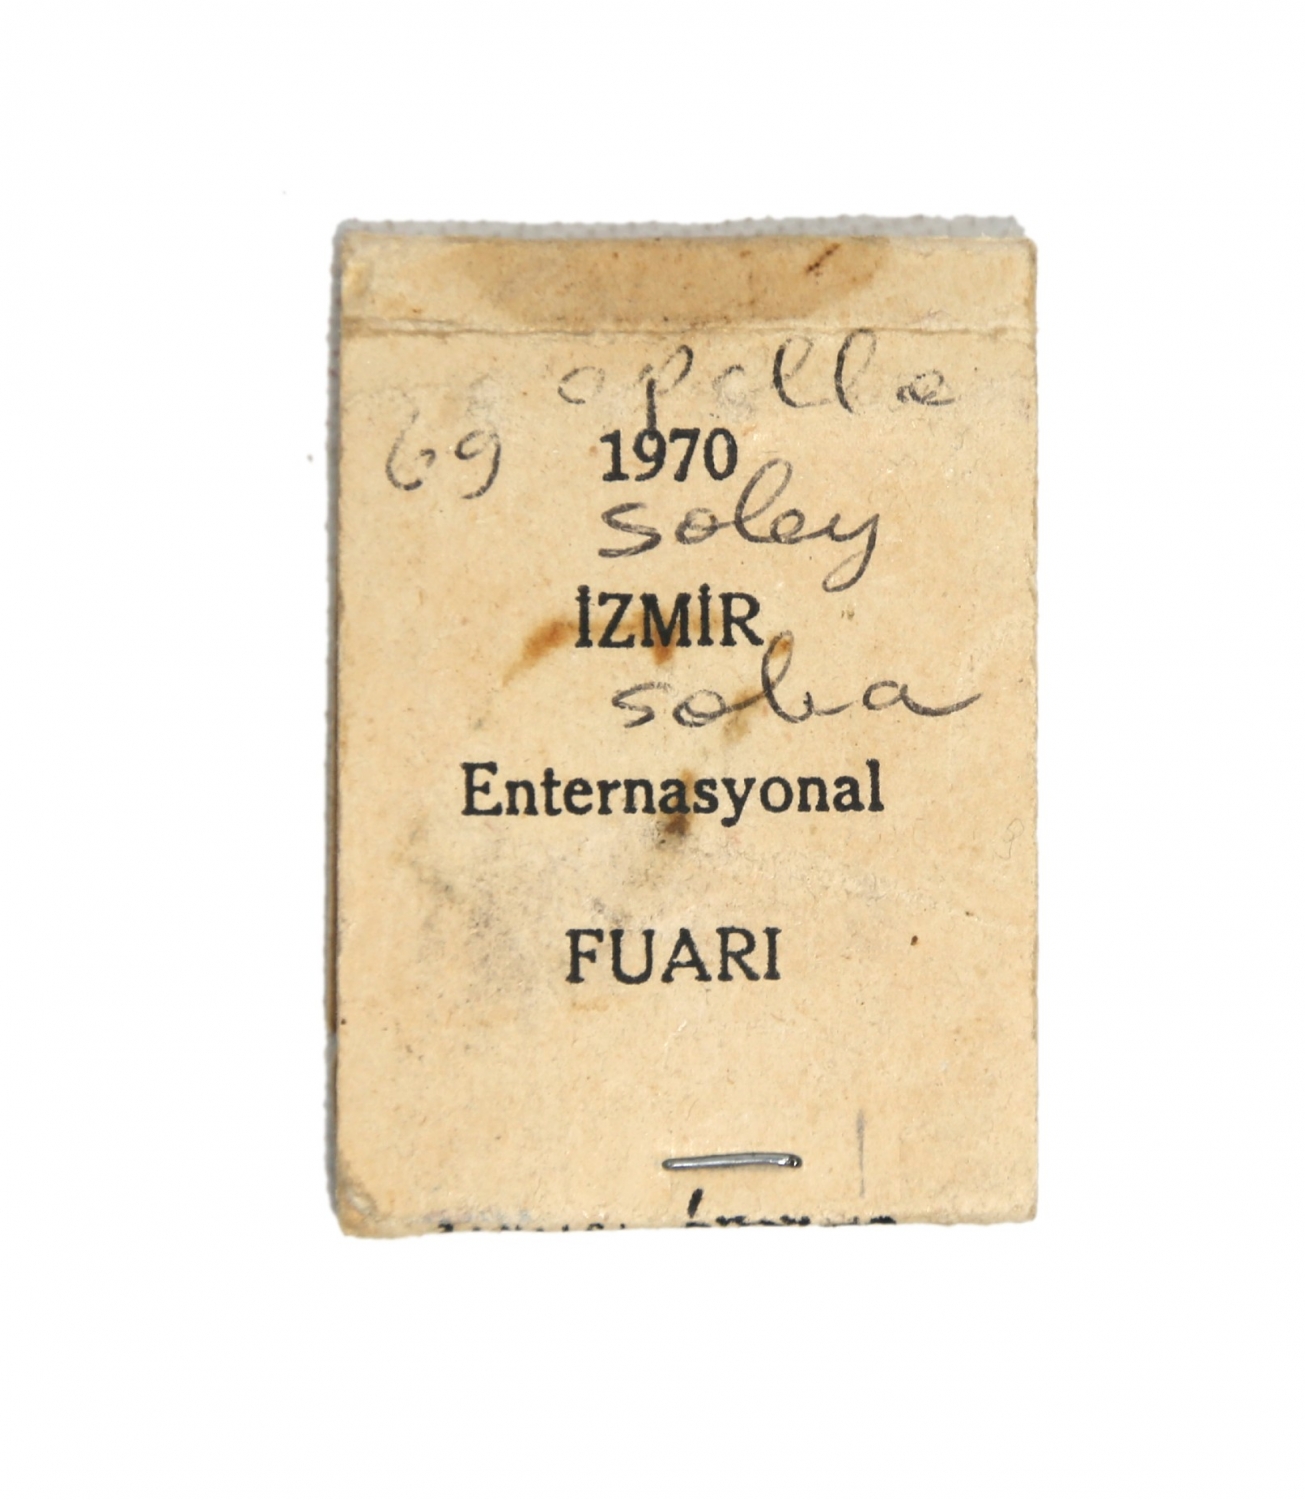 apollo
69
1970
soley
İZMİR
soba
Enternasyonal
FUARI